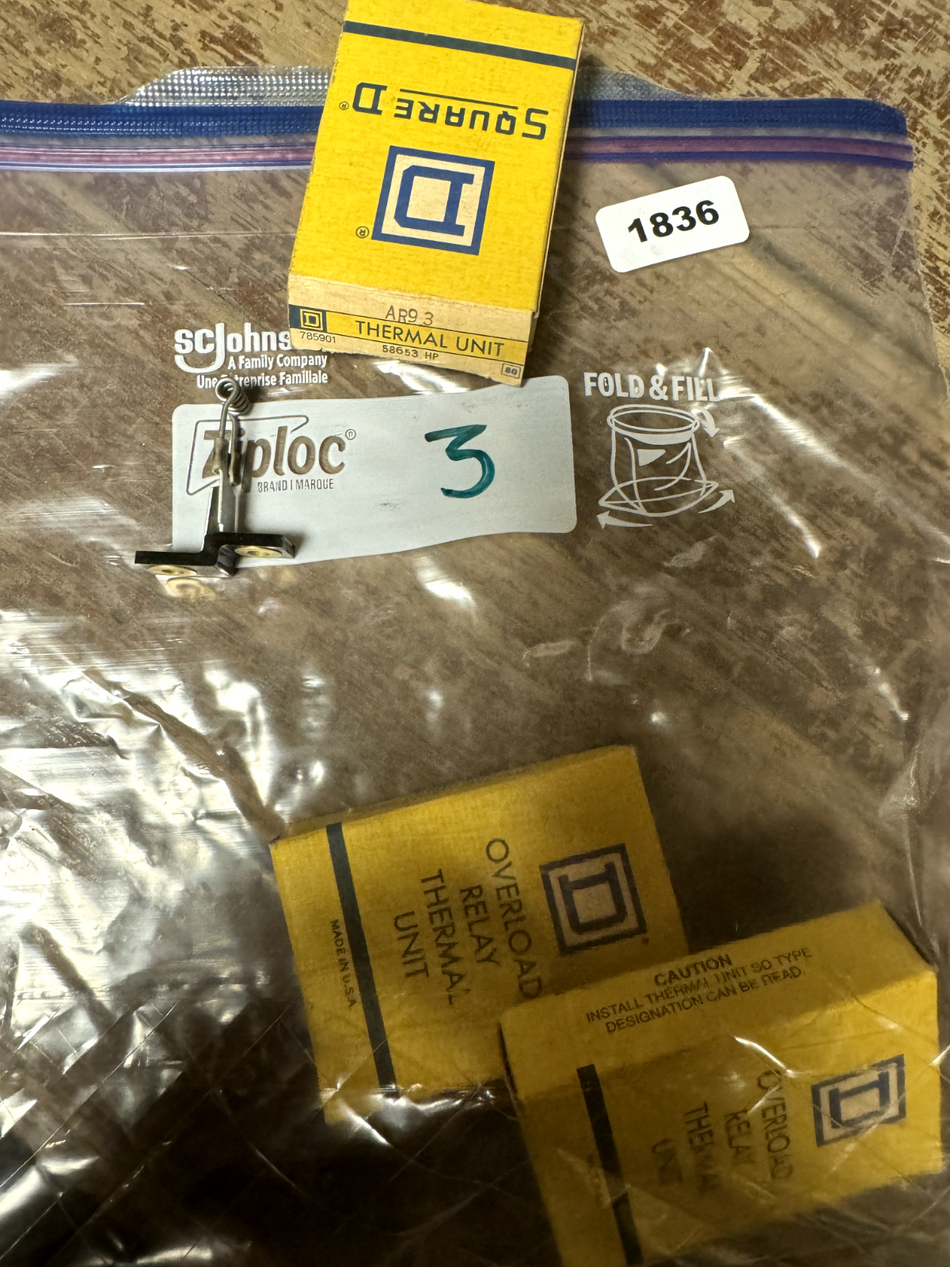 SQUARE D®
D
®
1836
AR9.3
D THERMAL UNIT
785901
58653 HP
80
SCJohns
A Family Company
Une Entreprise Familiale
Ziploc®
BRAND | MARQUE
3
FOLD & FILL
OVERLOAD
RELAY
THERMAL
UNIT
D
MADE IN U.S.A.
CAUTION
INSTALL THERMAL UNIT SO TYPE
DESIGNATION CAN BE READ
OVERLOAD
RELAY
THERMAL
UNIT
D